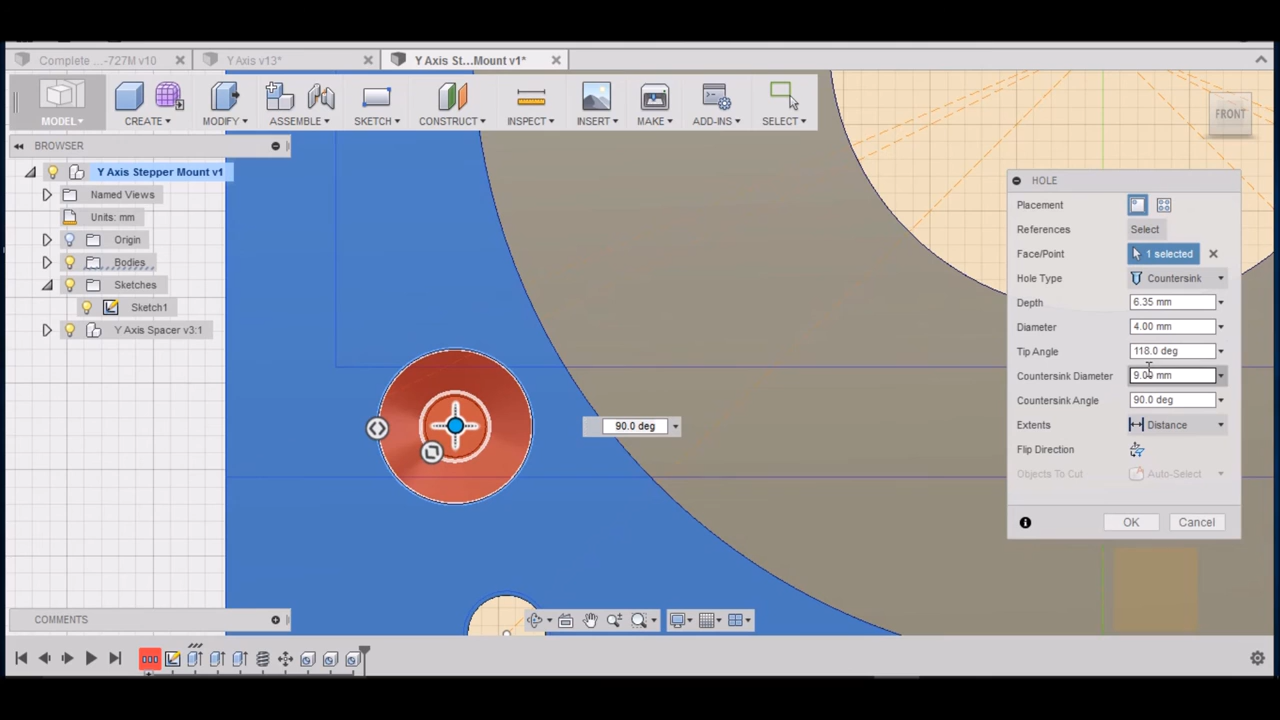 Complete ...-727M v10
Y Axis v13*
Y Axis St...Mount v1*
MODEL
CREATE
MODIFY
ASSEMBLE
SKETCH
CONSTRUCT
INSPECT
INSERT
MAKE
ADD-INS
SELECT
BROWSER
Y Axis Stepper Mount v1
Named Views
Units: mm
Origin
Bodies
Sketches
Sketch1
Y Axis Spacer v3:1
90.0 deg
FRONT
HOLE
Placement
References Select
Face/Point 1 selected
Hole Type Countersink
Depth 6.35 mm
Diameter 4.00 mm
Tip Angle 118.0 deg
Countersink Diameter 9.00 mm
Countersink Angle 90.0 deg
Extents Distance
Flip Direction
Objects To Cut Auto-Select
OK Cancel
COMMENTS